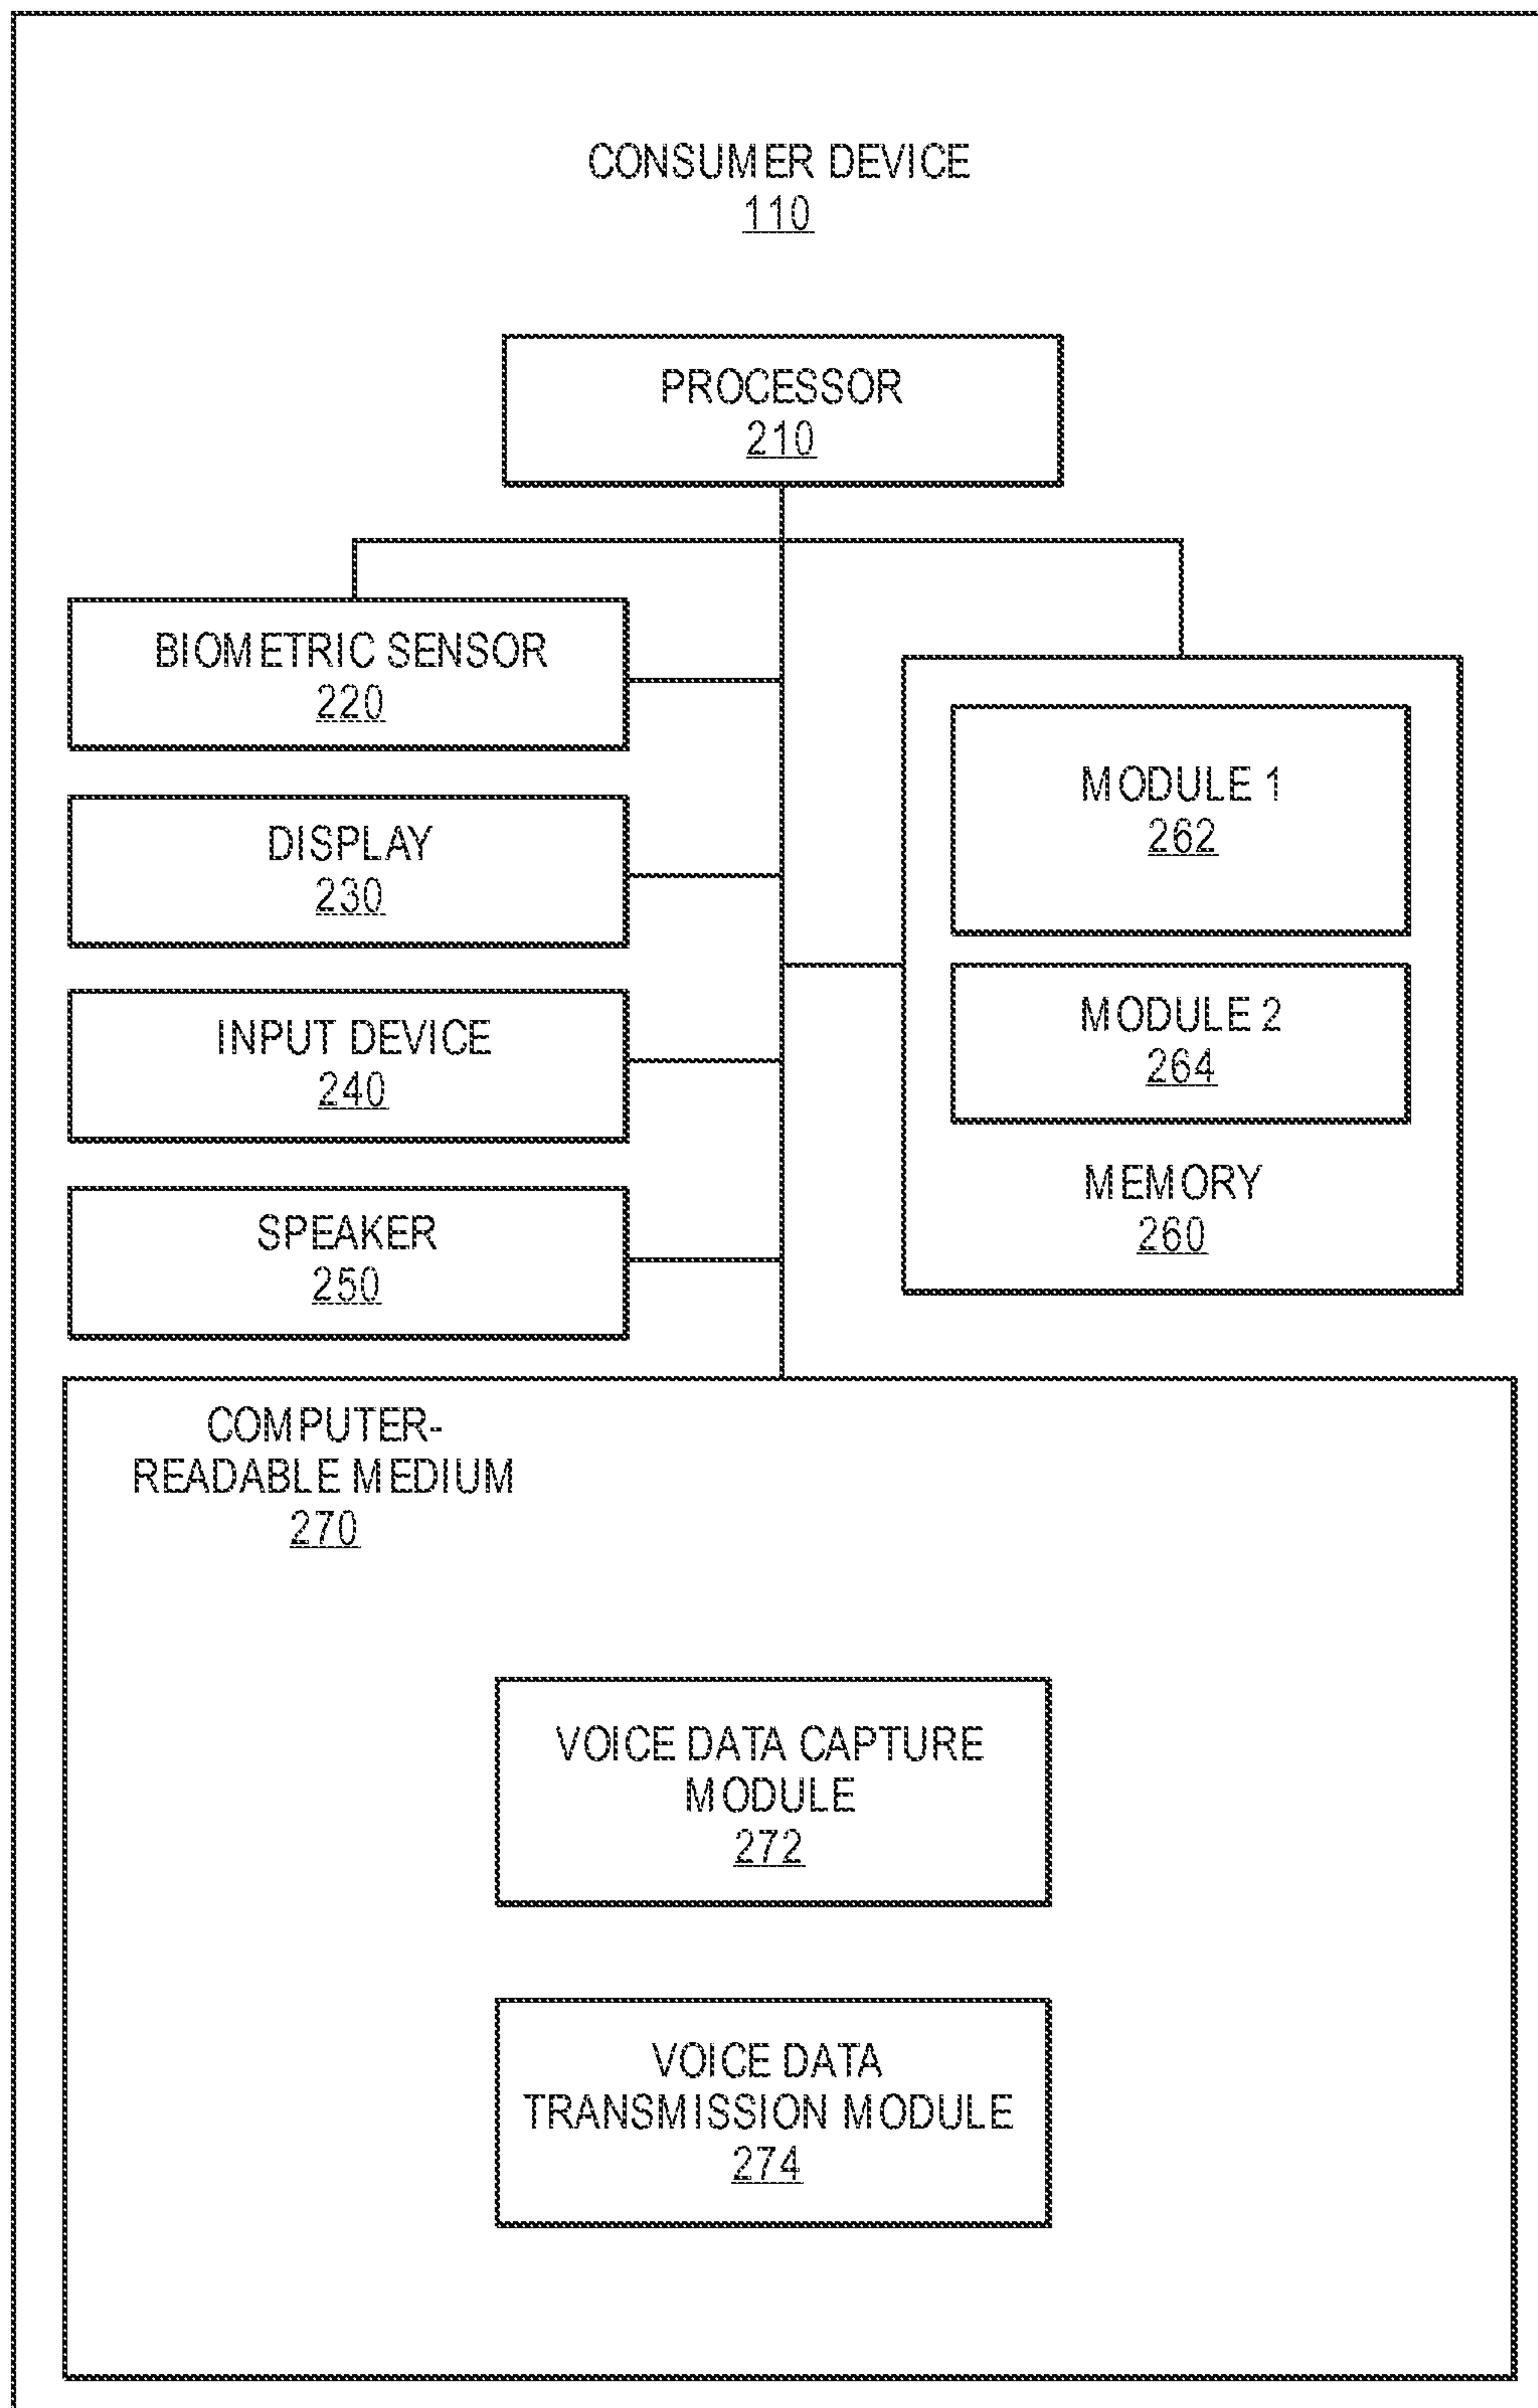 CONSUMER DEVICE
110
PROCESSOR
210
BIOMETRIC SENSOR
220
DISPLAY
230
INPUT DEVICE
240
SPEAKER
250
MODULE 1
262
MODULE 2
264
MEMORY
260
COMPUTER-
READABLE MEDIUM
270
VOICE DATA CAPTURE
MODULE
272
VOICE DATA
TRANSMISSION MODULE
274